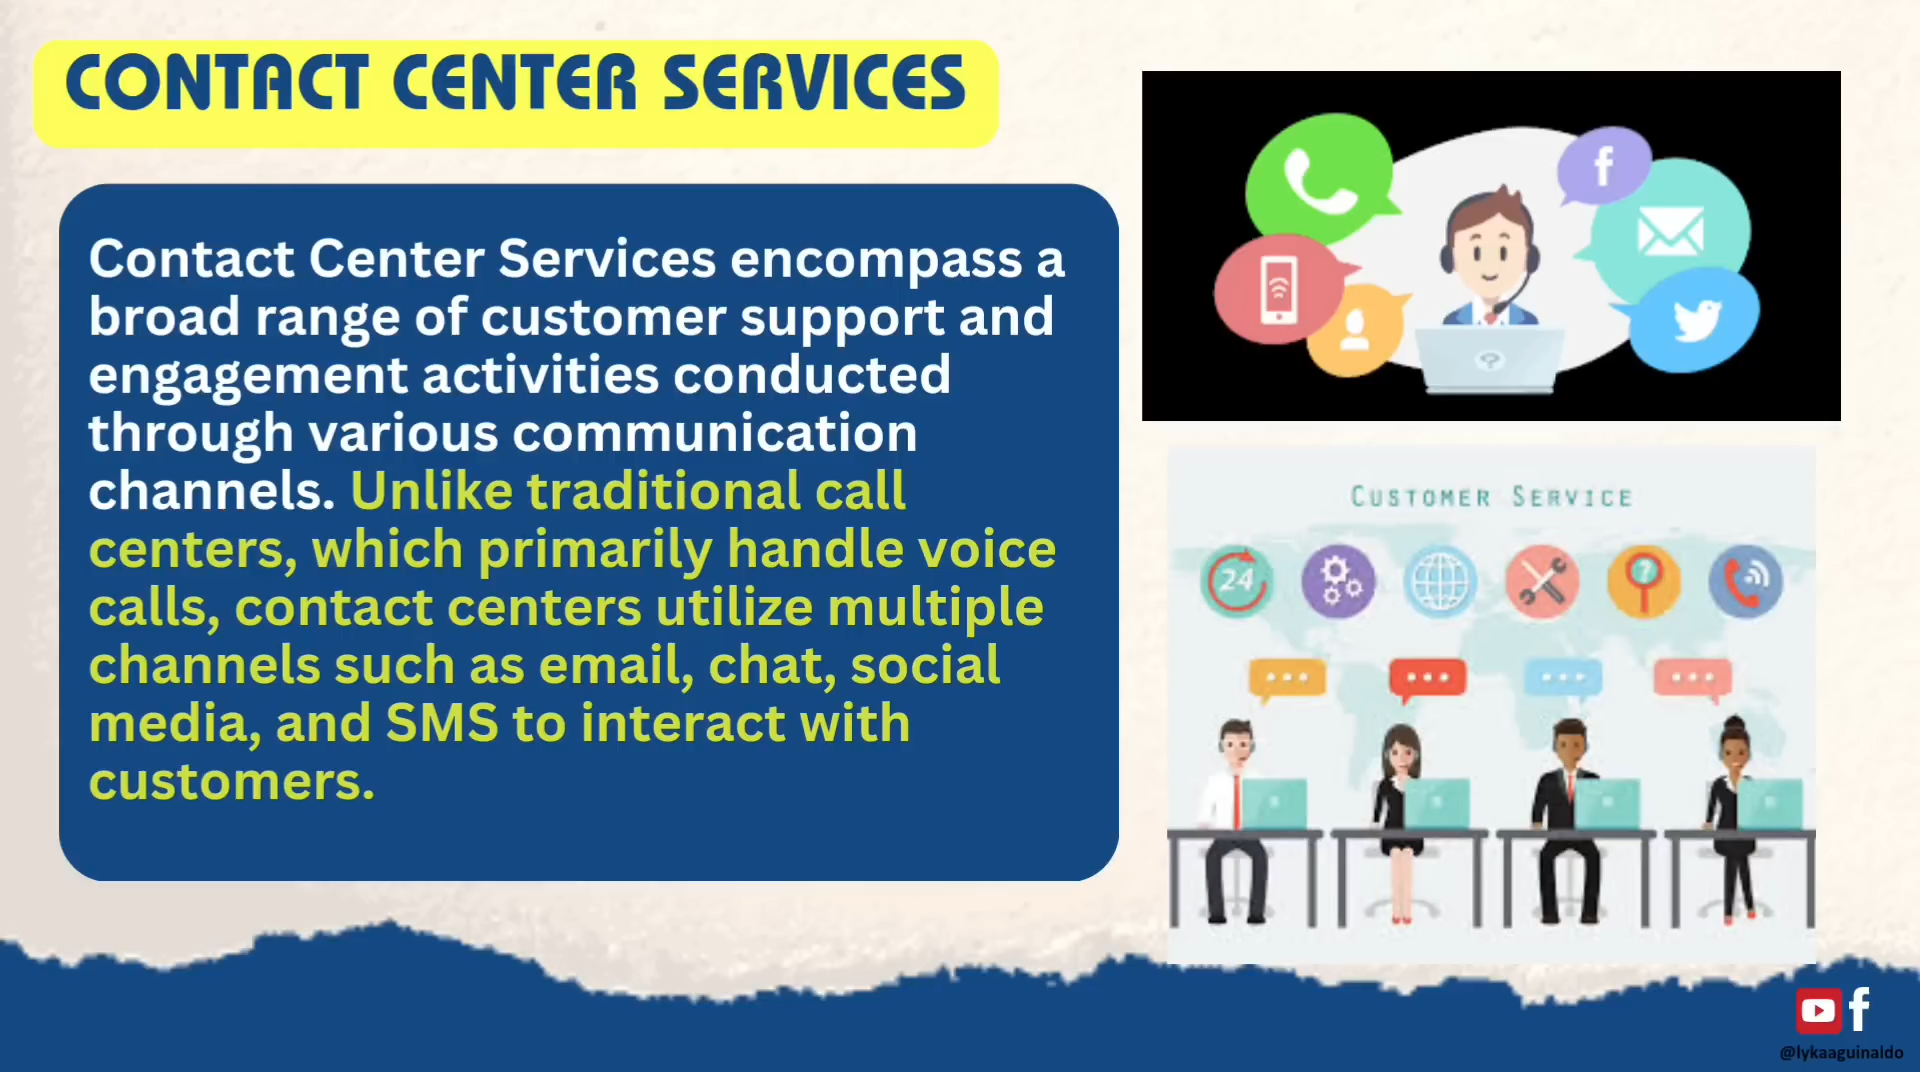 CONTACT CENTER SERVICES
Contact Center Services encompass a
broad range of customer support and
engagement activities conducted
through various communication
channels. Unlike traditional call
centers, which primarily handle voice
calls, contact centers utilize multiple
channels such as email, chat, social
media, and SMS to interact with
customers.
f
?
CUSTOMER SERVICE
24
?
f
@lykaaguinaldo